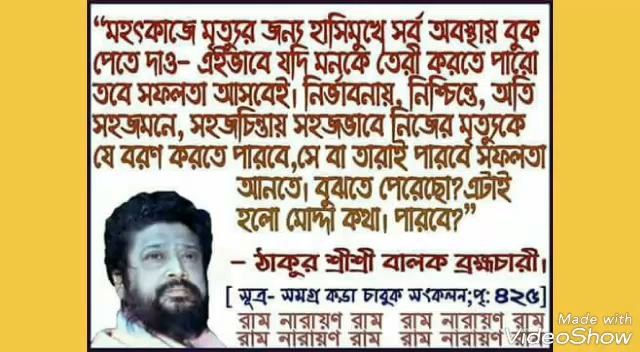 “মহৎকাজে মৃত্যুর জন্য হাসিমুখে সর্ব অবস্থায় বুক
পেতে দাও– এইভাবে যদি মনকে তৈরী করতে পারো
তবে সফলতা আসবেই। নির্ভাবনায়, নিশ্চিন্তে, অতি
সহজমনে, সহজচিন্তায় সহজভাবে নিজের মৃত্যুকে
যে বরণ করতে পারবে,সে বা তারাই পারবে সফলতা
আনতে। বুঝতে পেরেছো? এটাই
হলো মোদ্দা কথা। পারবে?”
– ঠাকুর শ্রীশ্রী বালক ব্রহ্মচারী।
[ সূত্র- সমগ্র কড়া চাবুক সংকলন;পৃ: ৪২৫]
রাম নারায়ণ রাম রাম নারায়ণ রাম
রাম নারায়ণ রাম রাম নারায়ণ রাম
Made with
VideoShow